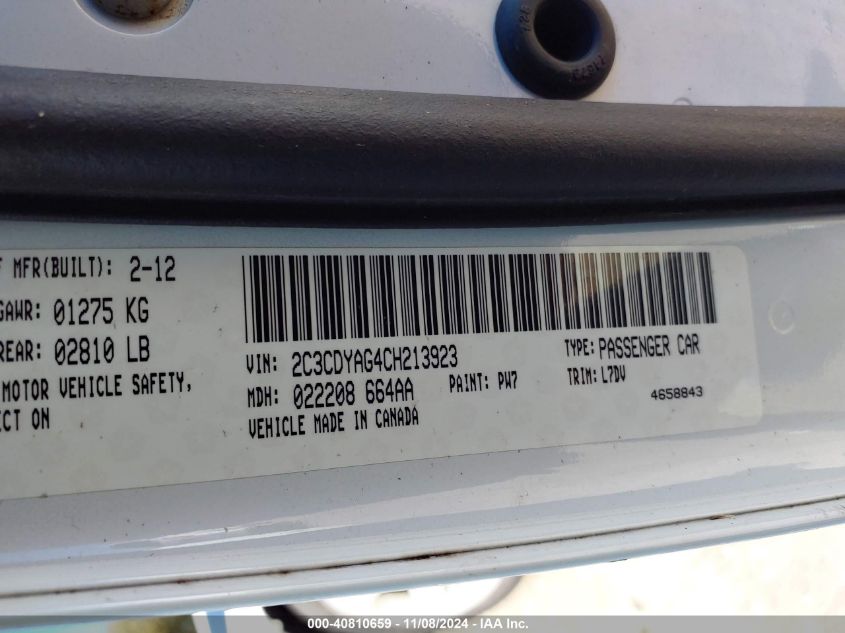 F MFR(BUILT): 2-12
GAWR: 01275 KG
REAR: 02810 LB
MOTOR VEHICLE SAFETY,
ECT ON
VIN: 2C3CDYAG4CH213923
TYPE: PASSENGER CAR
MDH: 022208 664AA
PAINT: PW7
TRIM: L7DV
VEHICLE MADE IN CANADA
4658843
000-40810659 - 11/08/2024 - IAA Inc.